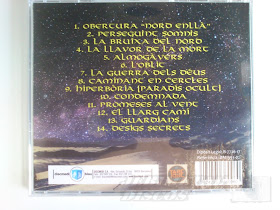 1. OBERTURA "NORD ENLLÀ"
2. PERSEGUINT SOMNIS
3. LA BRUIXA DEL NORD
4. LA LLAVOR DE LA MORT
5. ALMOGÀVERS
6. L'OBLIT
7. LA GUERRA DELS DÉUS
8. CAMINANT EN CERCLES
9. HIPERBÒRIA (PARADÍS OCULT)
10. CONDEMNADA
11. PROMESES AL VENT
12. EL LLARG CAMÍ
13. GUARDIANS
14. DESIGS SECRETS